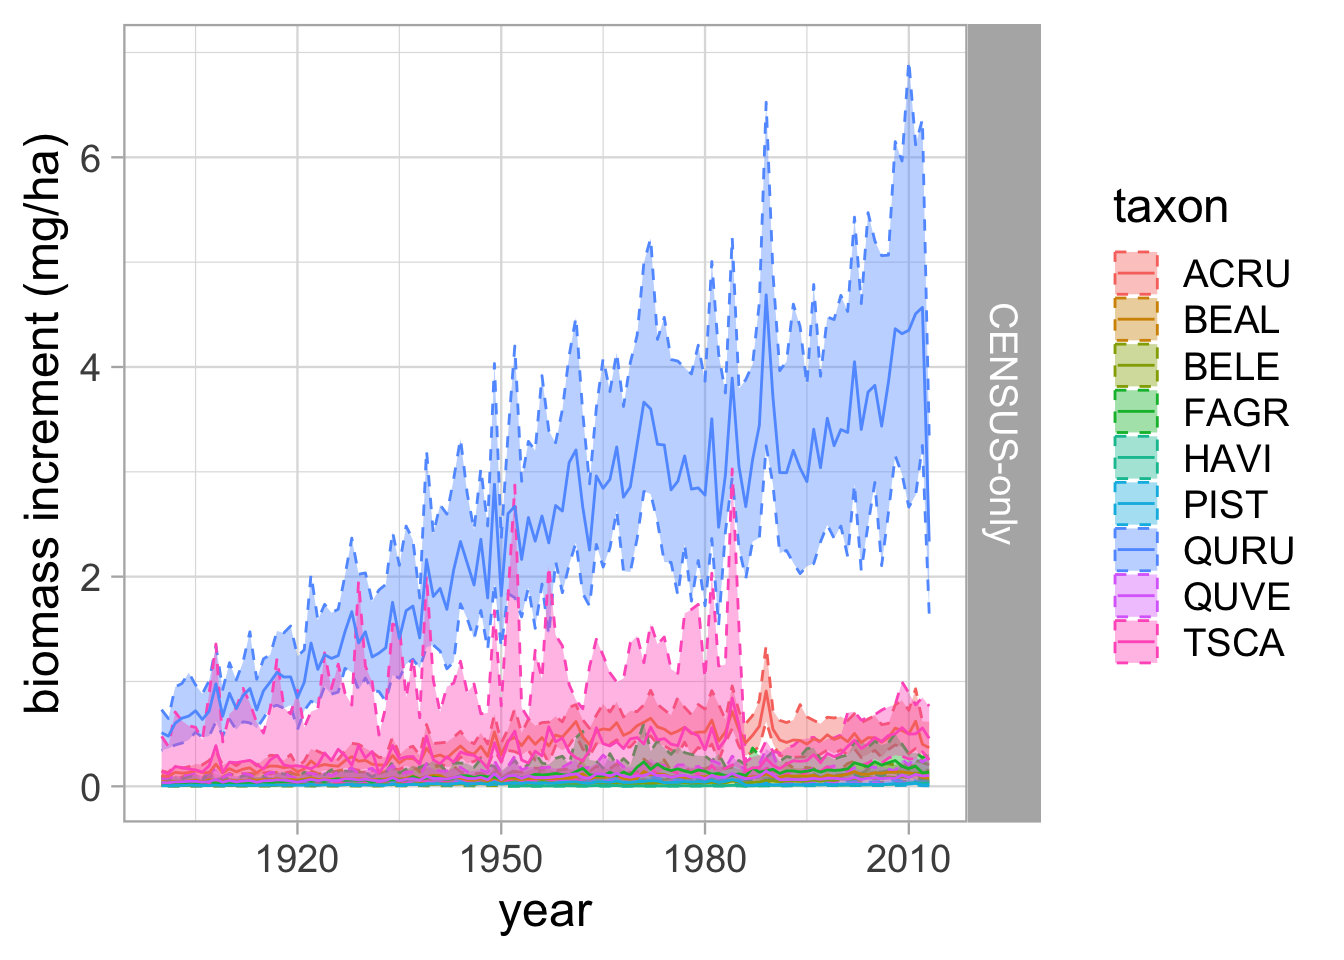 biomass increment (mg/ha)
6
4
2
0
1920
1950
1980
2010
year
CENSUS-only
taxon
ACRU
BEAL
BELE
FAGR
HAVI
PIST
QURU
QUVE
TSCA